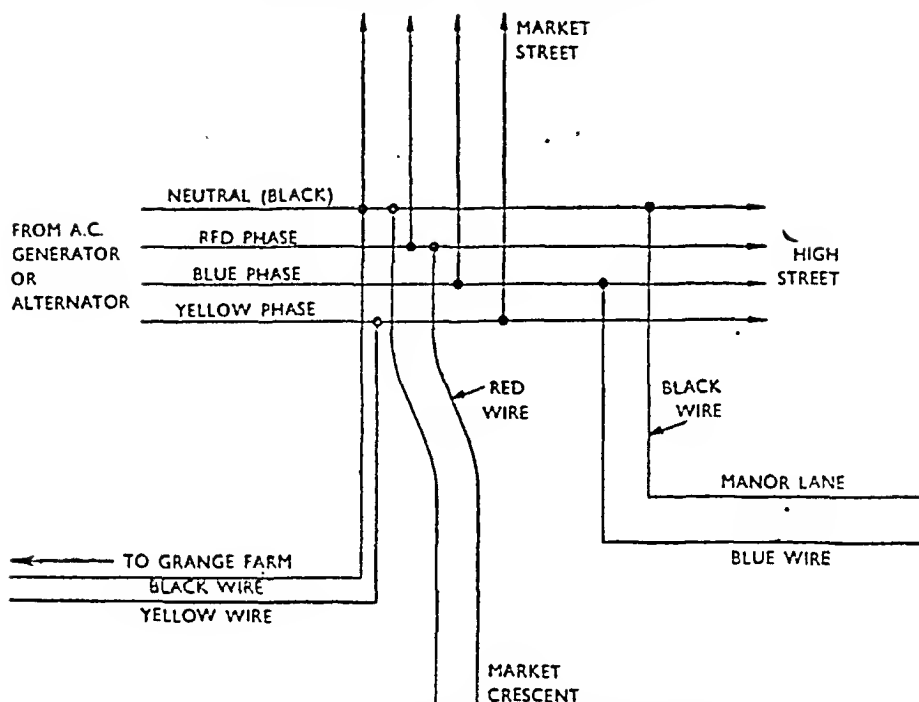 MARKET
STREET
NEUTRAL (BLACK)
FROM A.C.
GENERATOR
OR
ALTERNATOR
RFD PHASE
BLUE PHASE
YELLOW PHASE
HIGH
STREET
RED
WIRE
BLACK
WIRE
MANOR LANE
BLUE WIRE
TO GRANGE FARM
BLACK WIRE
YELLOW WIRE
MARKET
CRESCENT